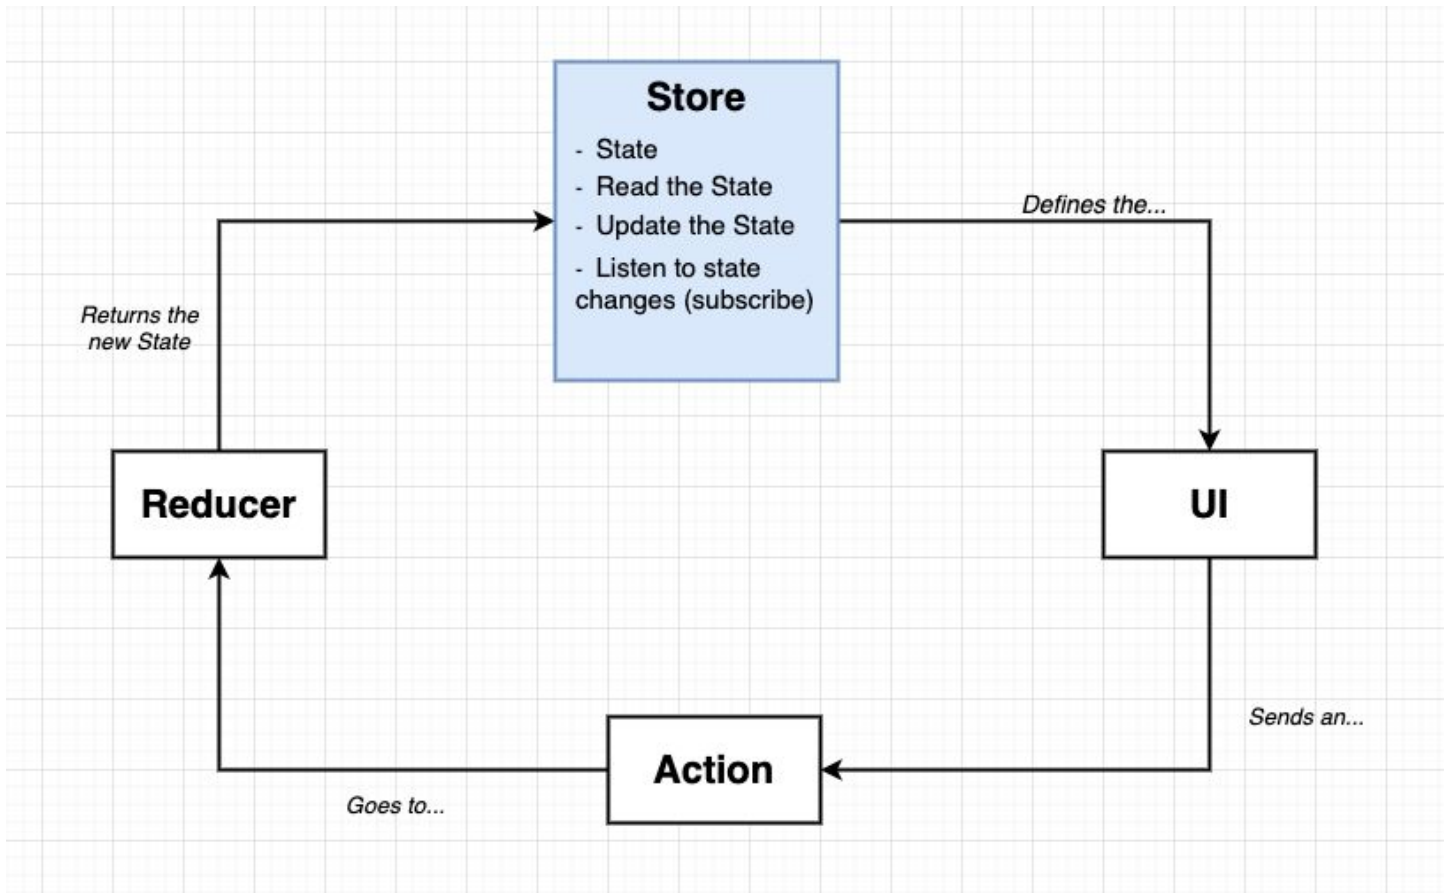 Store
- State
- Read the State
- Update the State
- Listen to state
changes (subscribe)
Defines the...
Returns the
new State
Reducer
UI
Sends an...
Action
Goes to...